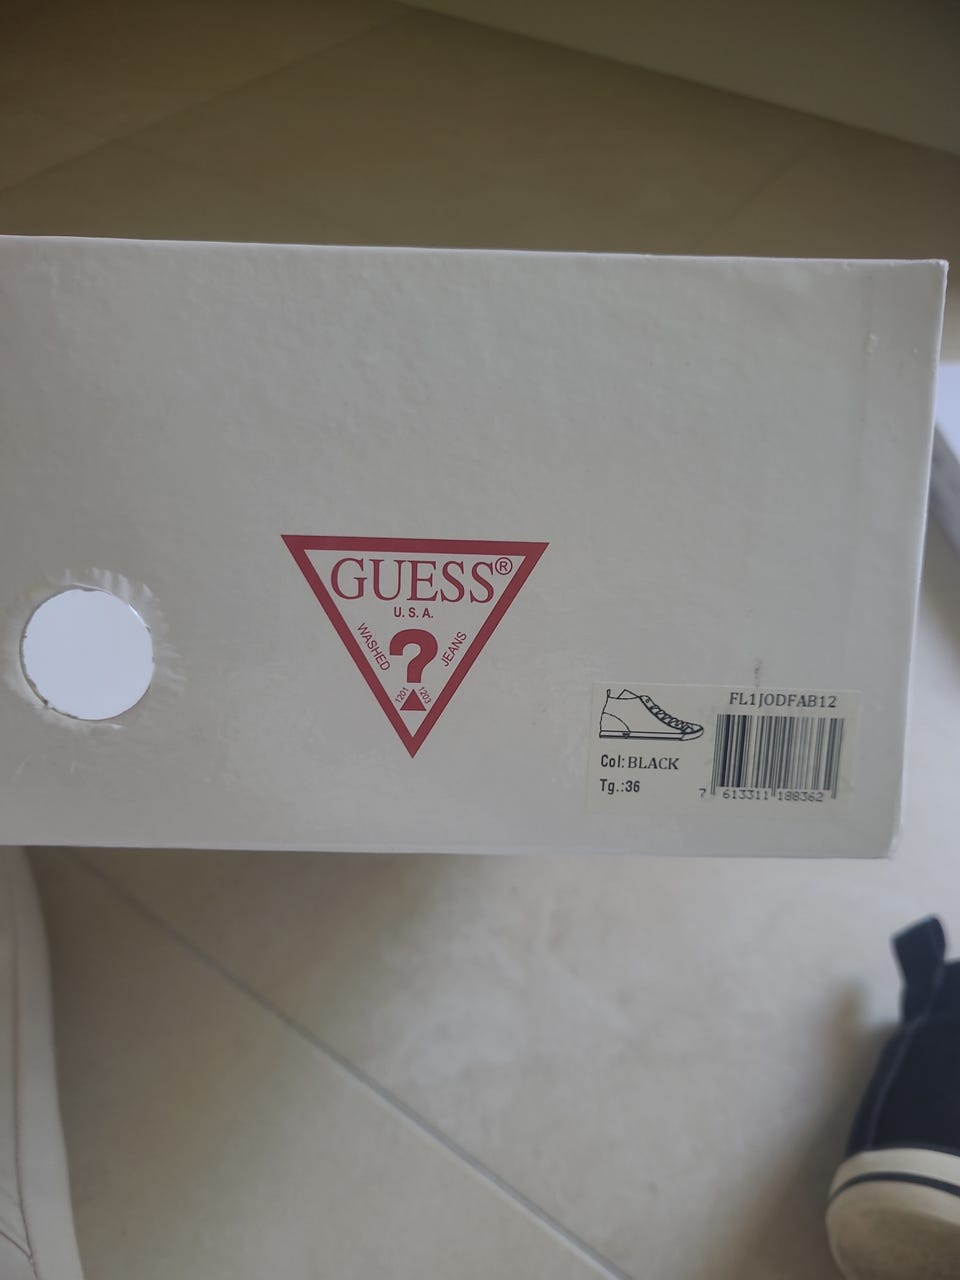 GUESS®
U.S.A.
WASHED ? JEANS
1201 1203
FL1JODFAB12
Col: BLACK
Tg.:36
7 613311 188362